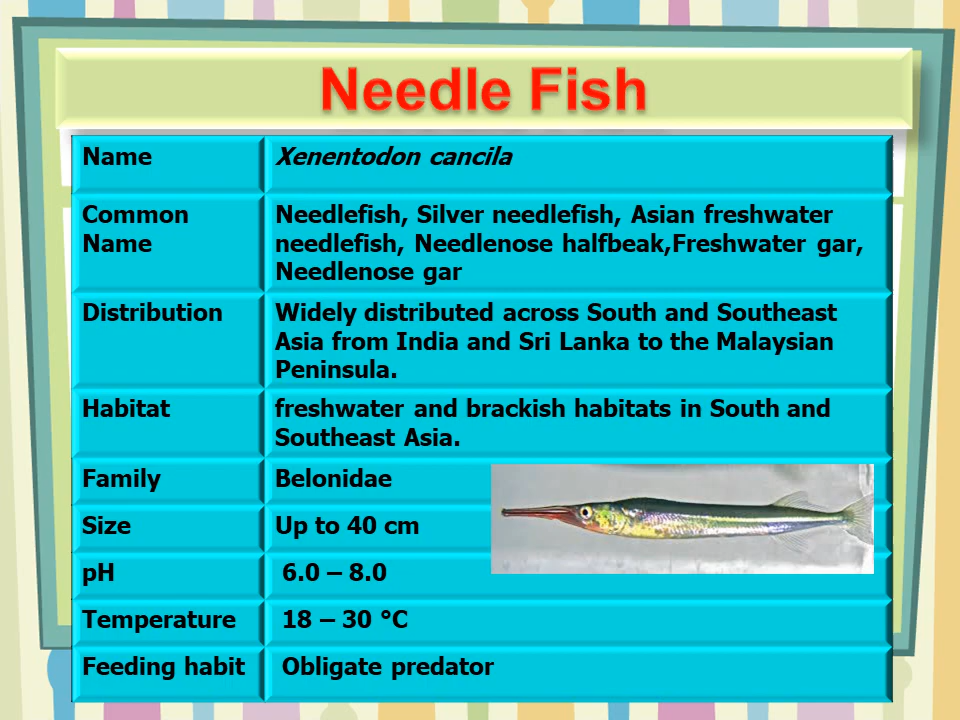 Needle Fish
Name
Xenentodon cancila
Common
Name
Needlefish, Silver needlefish, Asian freshwater
needlefish, Needlenose halfbeak,Freshwater gar,
Needlenose gar
Distribution
Widely distributed across South and Southeast
Asia from India and Sri Lanka to the Malaysian
Peninsula.
Habitat
freshwater and brackish habitats in South and
Southeast Asia.
Family
Belonidae
Size
Up to 40 cm
pH
6.0 – 8.0
Temperature
18 – 30 °C
Feeding habit
Obligate predator